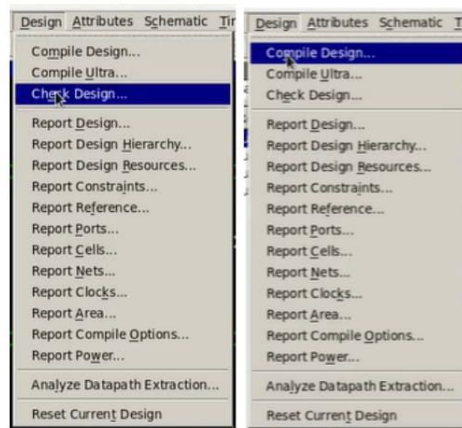 Design Attributes Schematic
Compile Design...
Compile Ultra...
Check Design...
Report Design...
Report Design Hierarchy...
Report Design Resources...
Report Constraints...
Report Reference...
Report Ports...
Report Cells...
Report Nets...
Report Clocks...
Report Area...
Report Compile Options...
Report Power...
Analyze Datapath Extraction...
Reset Current Design
Design Attributes Schematic
Compile Design...
Compile Ultra...
Check Design...
Report Design...
Report Design Hierarchy...
Report Design Resources...
Report Constraints...
Report Reference...
Report Ports...
Report Cells...
Report Nets...
Report Clocks...
Report Area...
Report Compile Options...
Report Power...
Analyze Datapath Extraction...
Reset Current Design